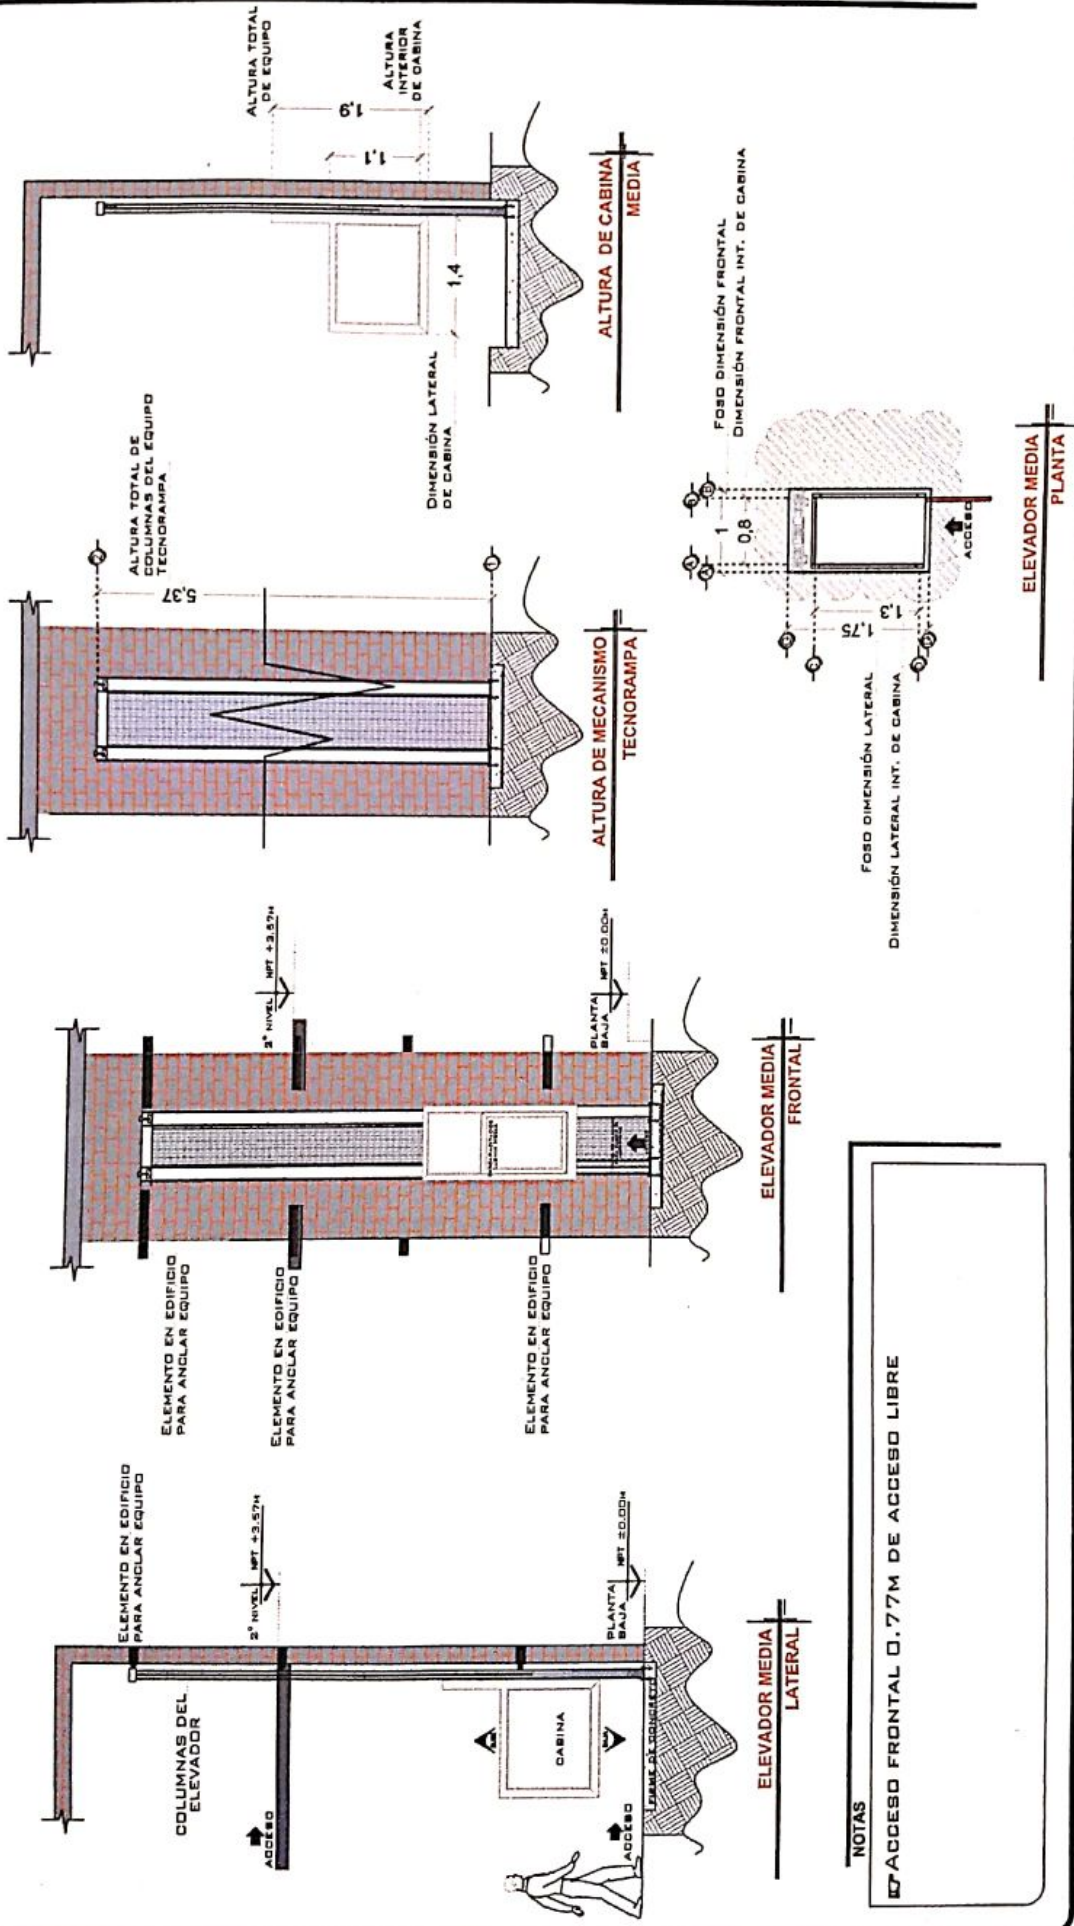 ELEMENTO EN EDIFICIO
PARA ANCLAR EQUIPO
COLUMNAS DEL
ELEVADOR
2° NIVEL NPT +3.57M
ACCESO
CABINA
PLANTA
BAJA NPT ±0.00M
ACCESO
FIRME DE CONCRETO
ELEVADOR MEDIA
LATERAL
ELEMENTO EN EDIFICIO
PARA ANCLAR EQUIPO
ELEMENTO EN EDIFICIO
PARA ANCLAR EQUIPO
ELEMENTO EN EDIFICIO
PARA ANCLAR EQUIPO
2° NIVEL NPT +3.57M
PLANTA
BAJA NPT ±0.00M
ELEVADOR MEDIA
FRONTAL
ALTURA TOTAL DE
COLUMNAS DEL EQUIPO
TECNORAMPA
5,37
2
1
ALTURA DE MECANISMO
TECNORAMPA
ALTURA TOTAL
DE EQUIPO
ALTURA
INTERIOR
DE CABINA
1,9
1,1
1,4
DIMENSIÓN LATERAL
DE CABINA
ALTURA DE CABINA
MEDIA
FOSO DIMENSIÓN FRONTAL
DIMENSIÓN FRONTAL INT. DE CABINA
1
0,8
1,75
1,3
ACCESO
FOSO DIMENSIÓN LATERAL
DIMENSIÓN LATERAL INT. DE CABINA
ELEVADOR MEDIA
PLANTA
NOTAS
ACCESO FRONTAL 0.77M DE ACCESO LIBRE